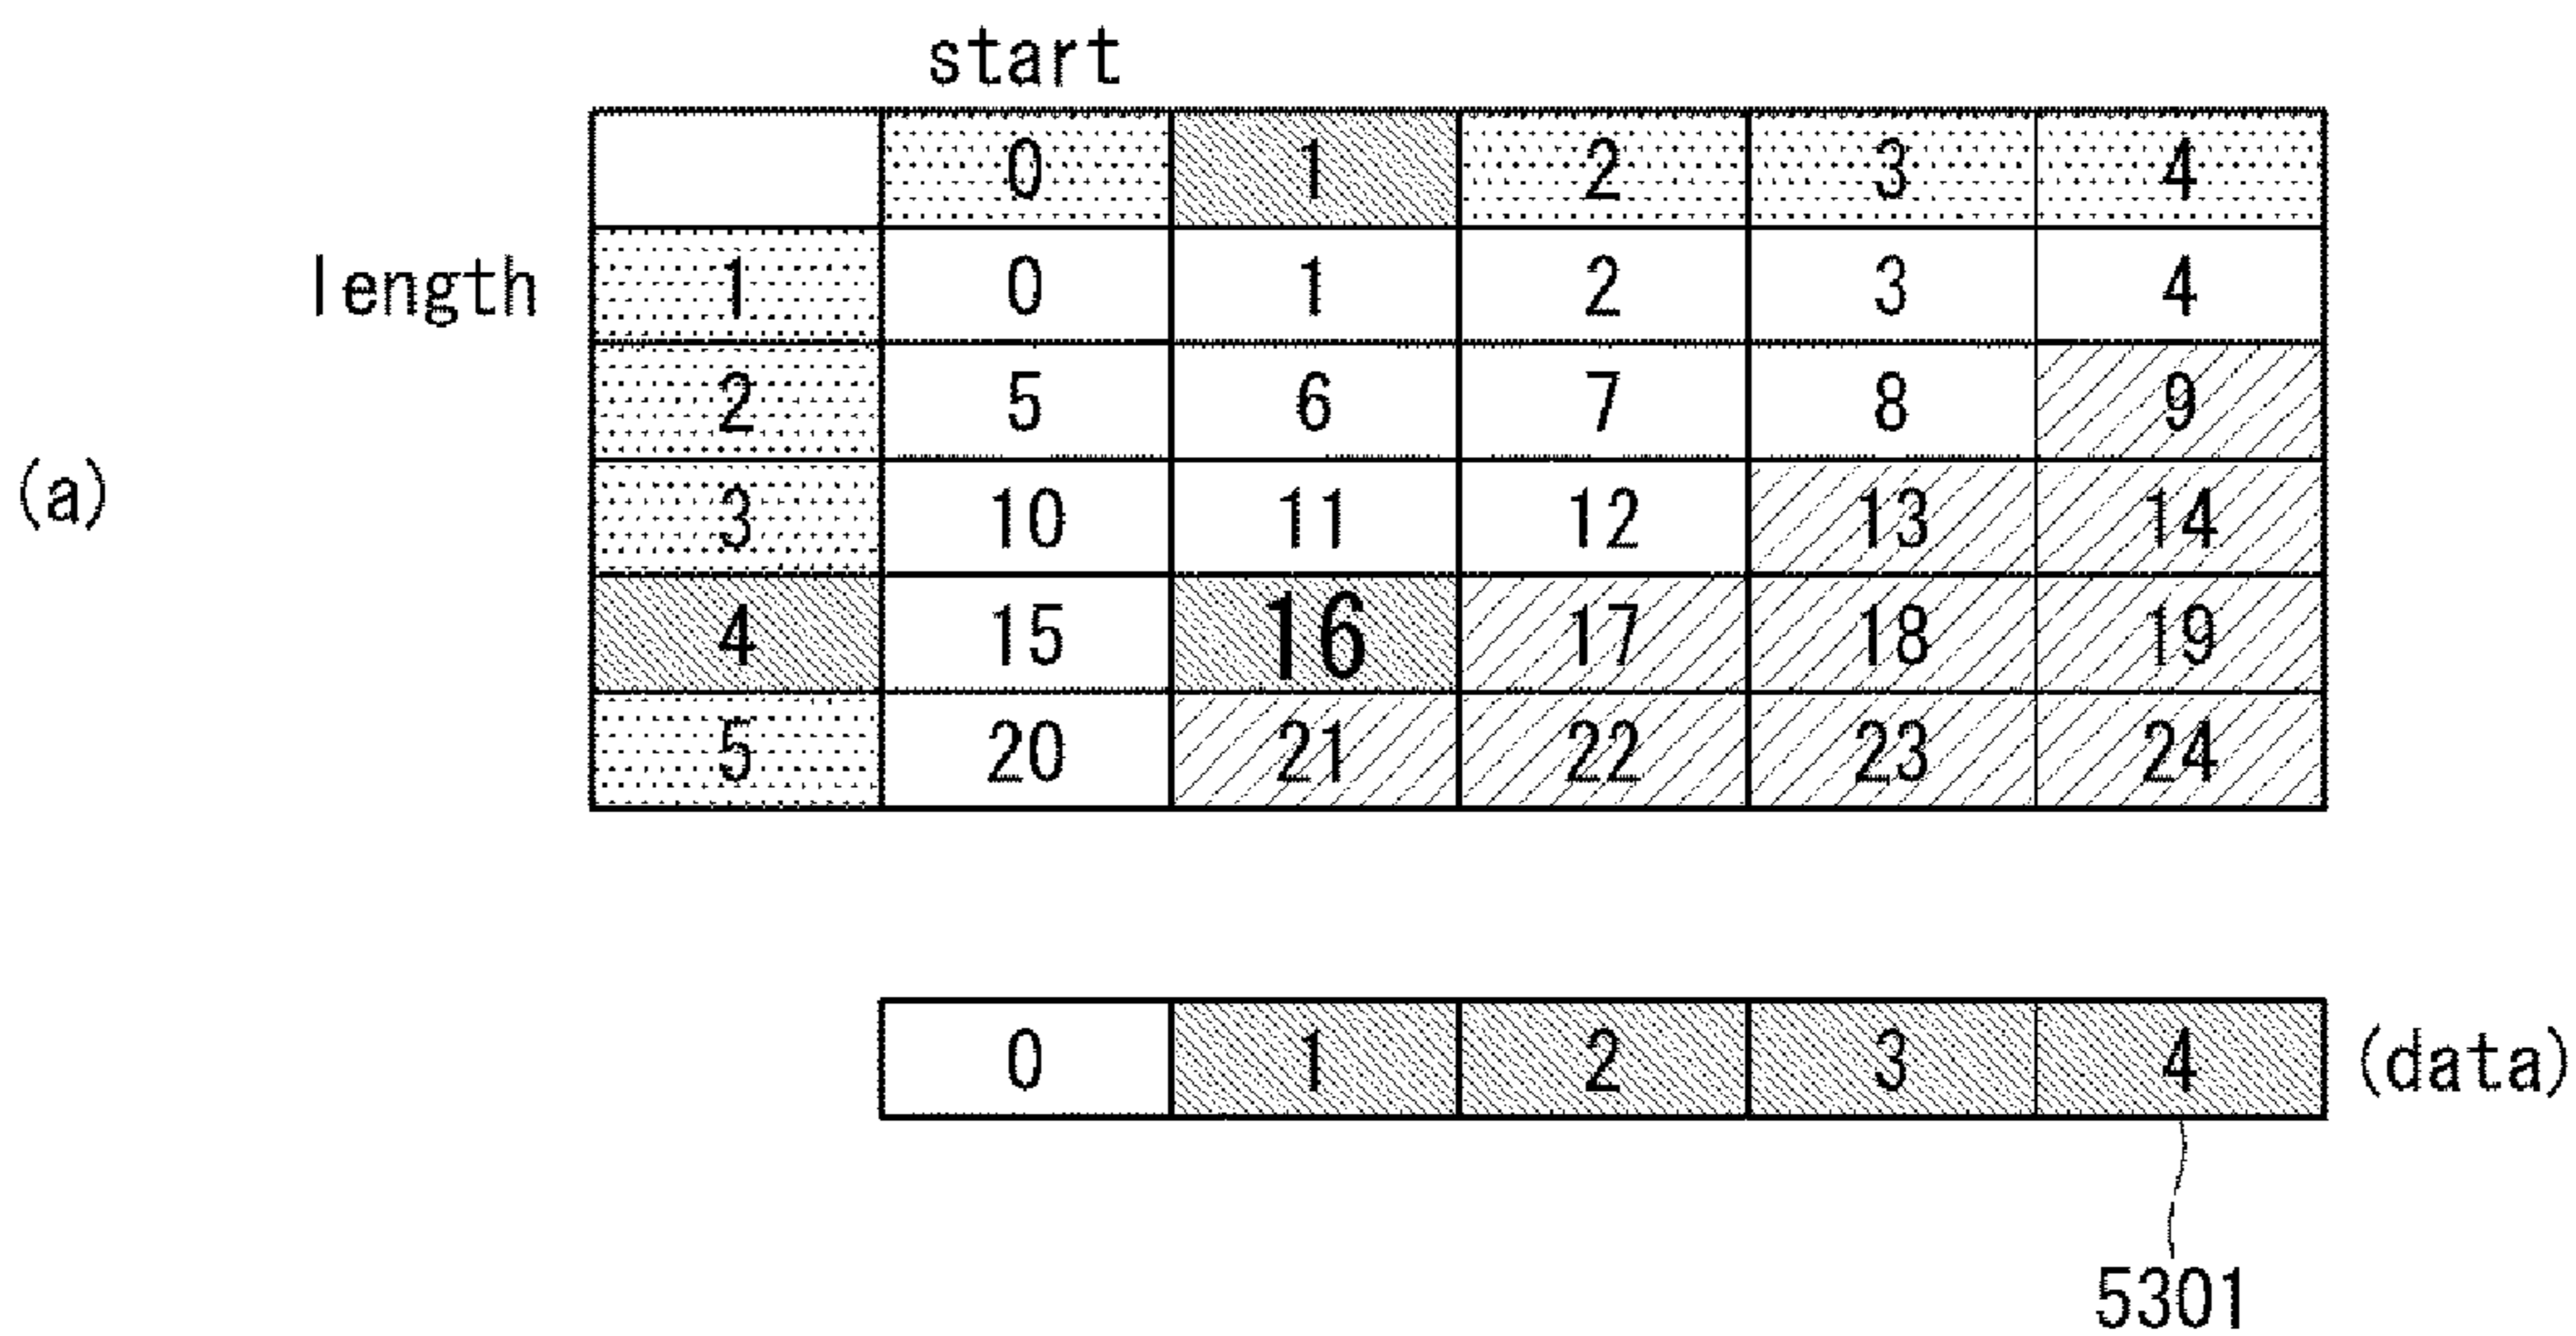 start
0 1 2 3 4
length 1 0 1 2 3 4
2 5 6 7 8 9
(a) 3 10 11 12 13 14
4 15 16 17 18 19
5 20 21 22 23 24
0 1 2 3 4 (data)
5301